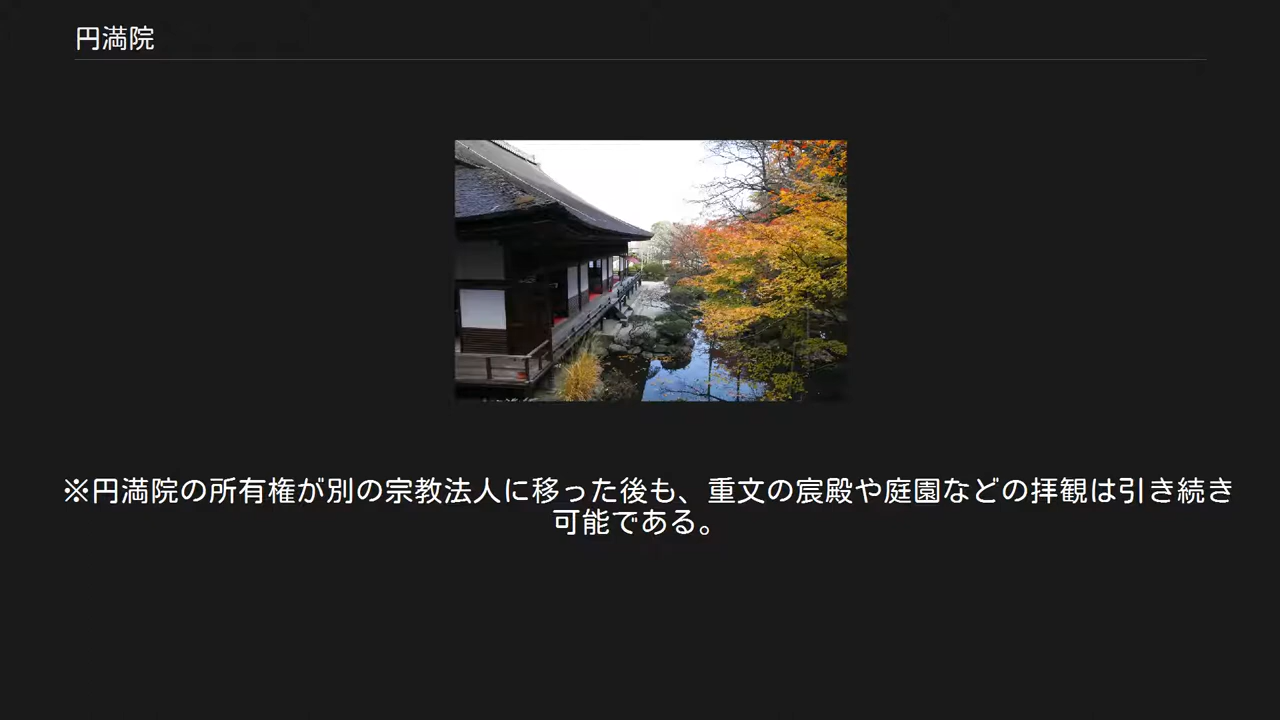 円満院
※円満院の所有権が別の宗教法人に移った後も、重文の宸殿や庭園などの拝観は引き続き
可能である。